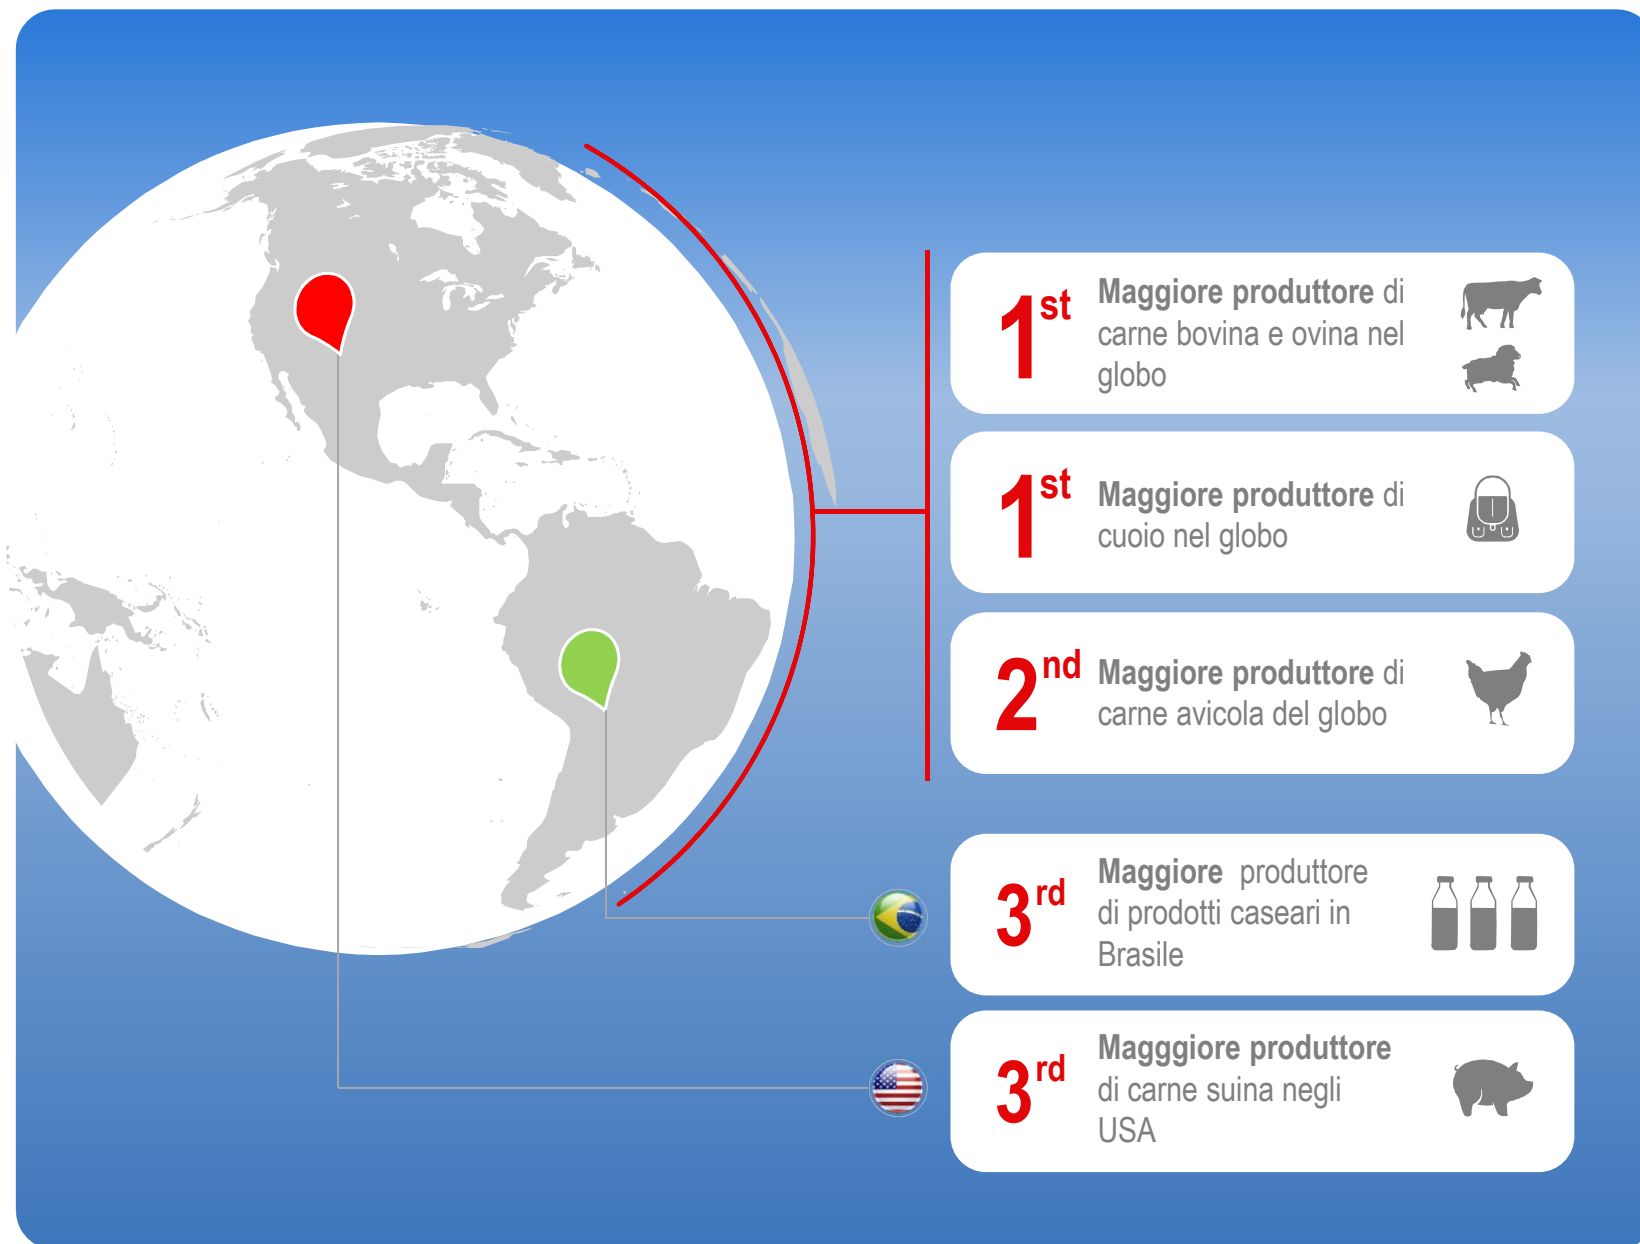 1st
Maggiore produttore di
carne bovina e ovina nel
globo
1st
Maggiore produttore di
cuoio nel globo
2nd
Maggiore produttore di
carne avicola del globo
3rd
Maggiore produttore
di prodotti caseari in
Brasile
3rd
Magggiore produttore
di carne suina negli
USA